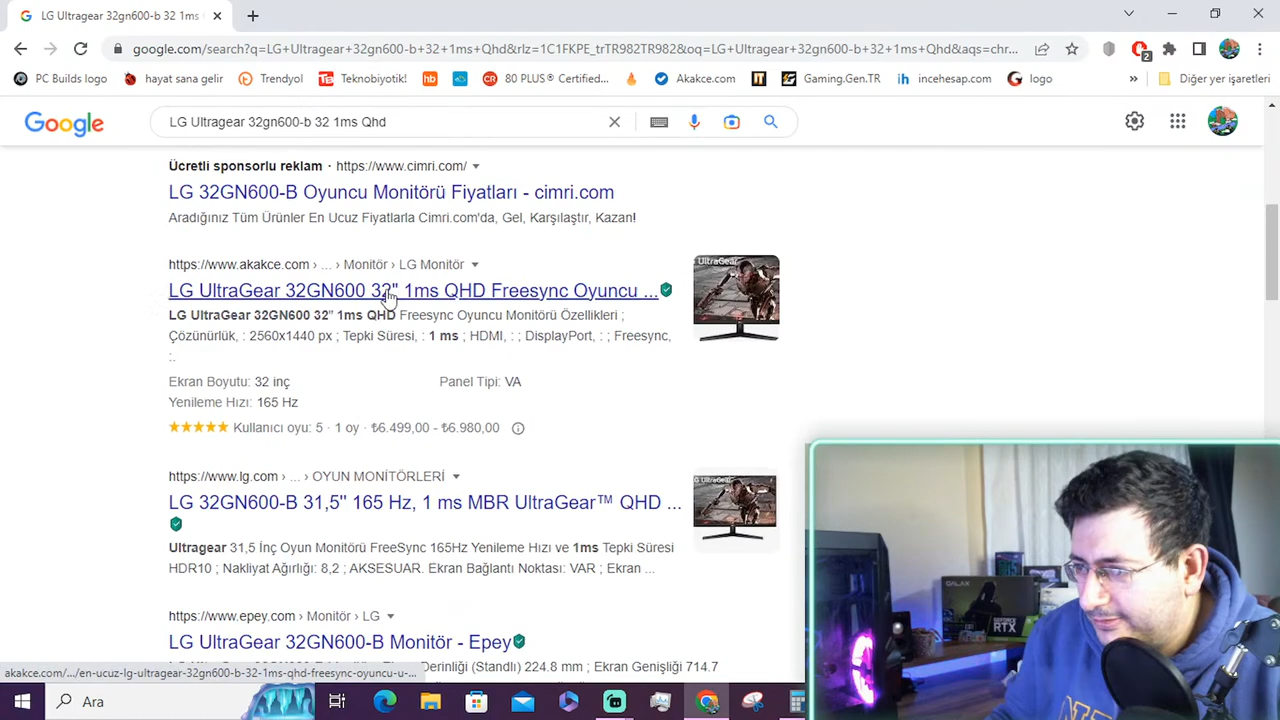 LG Ultragear 32gn600-b 32 1ms
google.com/search?q=LG+Ultragear+32gn600-b+32+1ms+Qhd&rlz=1C1FKPE_trTR982TR982&oq=LG+Ultragear+32gn600-b+32+1ms+Qhd&aqs=chr...
2
PC Builds logo
hayat sana gelir
Trendyol
Teknobiyotik!
hb
CR 80 PLUS® Certified...
Akakce.com
IT
Gaming.Gen.TR
ih incehesap.com
logo
»
Diğer yer işaretleri
Google
LG Ultragear 32gn600-b 32 1ms Qhd
Ücretli sponsorlu reklam · https://www.cimri.com/
LG 32GN600-B Oyuncu Monitörü Fiyatları - cimri.com
Aradığınız Tüm Ürünler En Ucuz Fiyatlarla Cimri.com'da, Gel, Karşılaştır, Kazan!
https://www.akakce.com › ... › Monitör › LG Monitör
LG UltraGear 32GN600 32" 1ms QHD Freesync Oyuncu ...
LG UltraGear 32GN600 32" 1ms QHD Freesync Oyuncu Monitörü Özellikleri ;
Çözünürlük, : 2560x1440 px ; Tepki Süresi, : 1 ms ; HDMI, : ; DisplayPort, : ; Freesync,
:.
Ekran Boyutu: 32 inç
Panel Tipi: VA
Yenileme Hızı: 165 Hz
Kullanıcı oyu: 5 · 1 oy · ₺6.499,00 - ₺6.980,00
UltraGear
https://www.lg.com › ... › OYUN MONİTÖRLERİ
LG 32GN600-B 31,5'' 165 Hz, 1 ms MBR UltraGear™ QHD ...
Ultragear 31,5 İnç Oyun Monitörü FreeSync 165Hz Yenileme Hızı ve 1ms Tepki Süresi
HDR10 ; Nakliyat Ağırlığı: 8,2 ; AKSESUAR. Ekran Bağlantı Noktası: VAR ; Ekran ...
LG UltraGear
https://www.epey.com › Monitör › LG
LG UltraGear 32GN600-B Monitör - Epey
Derinliği (Standlı) 224.8 mm ; Ekran Genişliği 714.7
akakce.com/.../en-ucuz-lg-ultragear-32gn600-b-32-1ms-qhd-freesync-oyuncu-u-...
Ara
GALAX
GEFORCE
RTX